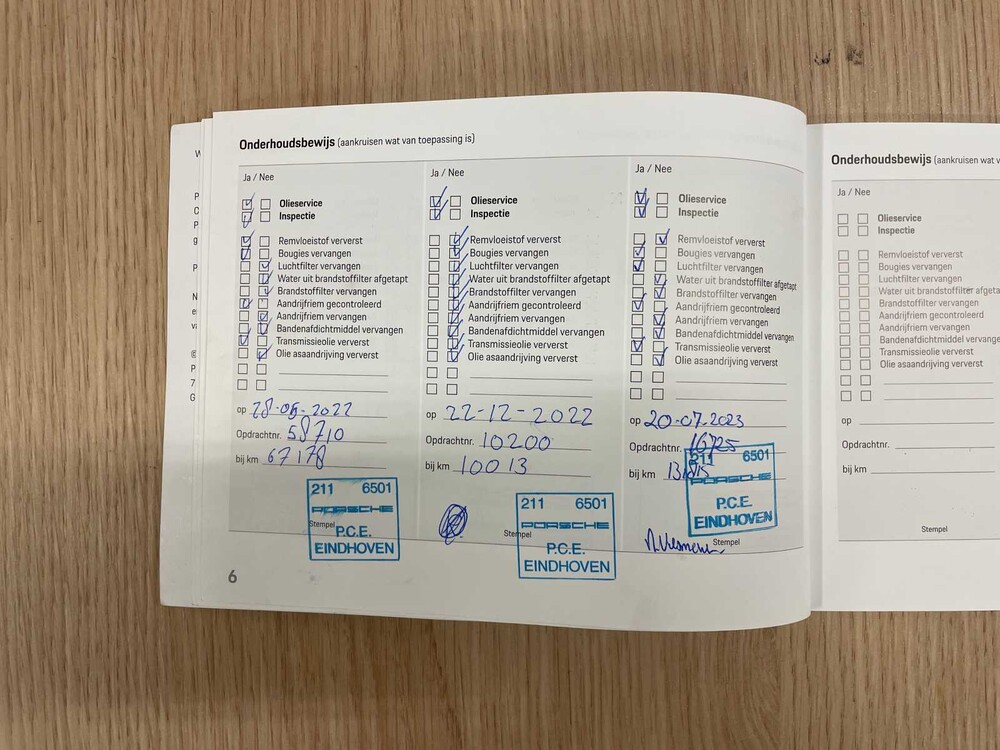 Onderhoudsbewijs (aankruisen wat van toepassing is)
Ja / Nee
Olieservice
Inspectie
Remvloeistof ververst
Bougies vervangen
Luchtfilter vervangen
Water uit brandstoffilter afgetapt
Brandstoffilter vervangen
Aandrijfriem gecontroleerd
Aandrijfriem vervangen
Bandenafdichtmiddel vervangen
Transmissieolie ververst
Olie asaandrijving ververst
op 28-06-2022
Opdrachtnr. 58710
bij km 67178
Stempel
211 6501
PORSCHE
P.C.E.
EINDHOVEN
6
Ja / Nee
Olieservice
Inspectie
Remvloeistof ververst
Bougies vervangen
Luchtfilter vervangen
Water uit brandstoffilter afgetapt
Brandstoffilter vervangen
Aandrijfriem gecontroleerd
Aandrijfriem vervangen
Bandenafdichtmiddel vervangen
Transmissieolie ververst
Olie asaandrijving ververst
op 22-12-2022
Opdrachtnr. 10200
bij km 10013
Stempel
211 6501
PORSCHE
P.C.E.
EINDHOVEN
Ja / Nee
Olieservice
Inspectie
Remvloeistof ververst
Bougies vervangen
Luchtfilter vervangen
Water uit brandstoffilter afgetapt
Brandstoffilter vervangen
Aandrijfriem gecontroleerd
Aandrijfriem vervangen
Bandenafdichtmiddel vervangen
Transmissieolie ververst
Olie asaandrijving ververst
op 20-07-2023
Opdrachtnr. 16725
bij km
211 6501
PORSCHE
P.C.E.
EINDHOVEN
Stempel
Onderhoudsbewijs (aankruisen wat v
Ja / Nee
Olieservice
Inspectie
Remvloeistof ververst
Bougies vervangen
Luchtfilter vervangen
Water uit brandstoffilter afgeta
Brandstoffilter vervangen
Aandrijfriem gecontroleerd
Aandrijfriem vervangen
Bandenafdichtmiddel vervange
Transmissieolie ververst
Olie asaandrijving ververst
op
Opdrachtnr.
bij km
Stempel